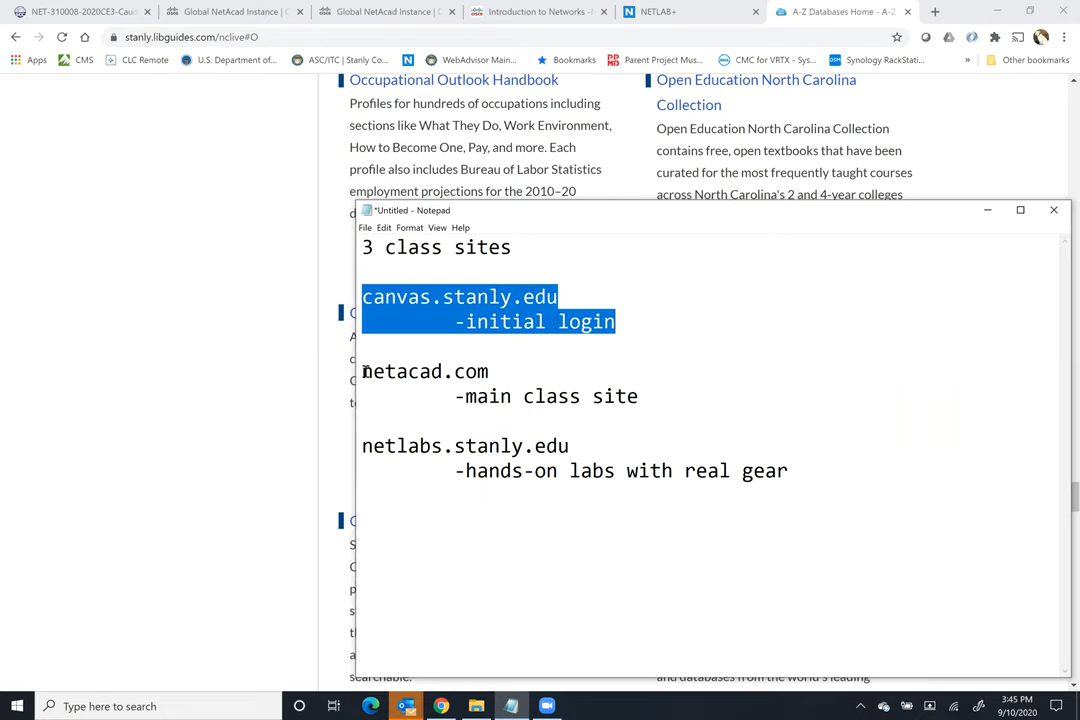 NET-310008-2020CE3-Caud
Global NetAcad Instance | C
Global NetAcad Instance | D
Introduction to Networks -N
NETLAB+
A-Z Databases Home - A-Z
stanly.libguides.com/nclive#O
Apps
CMS
CLC Remote
U.S. Department of...
ASC/ITC | Stanly Co...
WebAdvisor Main...
Bookmarks
Parent Project Mus...
CMC for VRTX - Sys...
Synology RackStati...
»
Other bookmarks
Occupational Outlook Handbook
Profiles for hundreds of occupations including
sections like What They Do, Work Environment,
How to Become One, Pay, and more. Each
profile also includes Bureau of Labor Statistics
employment projections for the 2010–20
Open Education North Carolina
Collection
Open Education North Carolina Collection
contains free, open textbooks that have been
curated for the most frequently taught courses
across North Carolina's 2 and 4-year colleges
*Untitled - Notepad
File Edit Format View Help
3 class sites
canvas.stanly.edu
-initial login
netacad.com
-main class site
netlabs.stanly.edu
-hands-on labs with real gear
searchable.
and databases from the world's leading
Type here to search
3:45 PM
9/10/2020